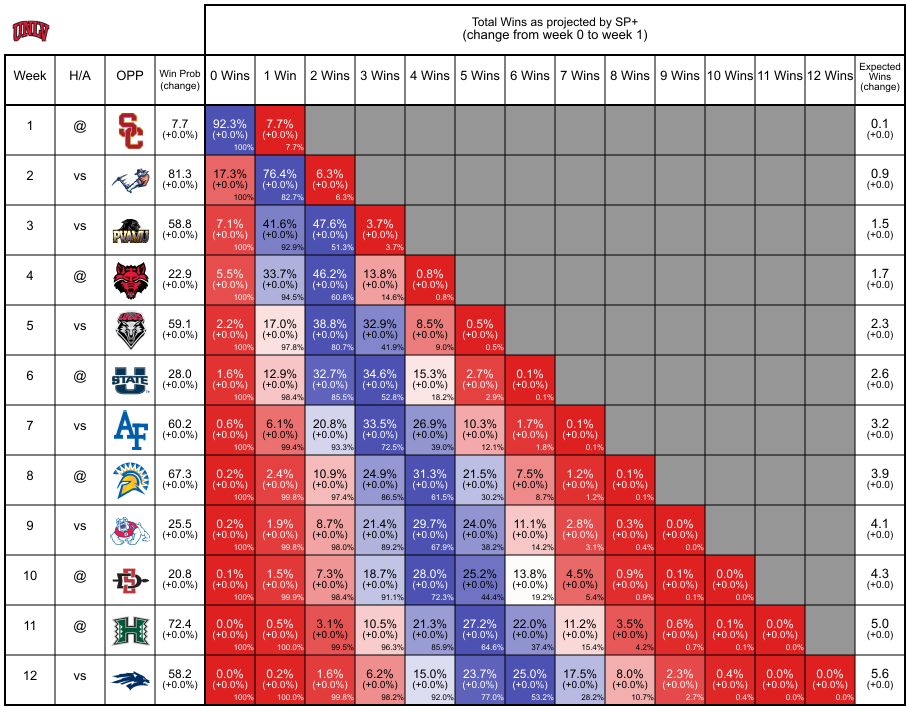 UNLV
Total Wins as projected by SP+
(change from week 0 to week 1)
Week H/A OPP Win Prob (change) 0 Wins 1 Win 2 Wins 3 Wins 4 Wins 5 Wins 6 Wins 7 Wins 8 Wins 9 Wins 10 Wins 11 Wins 12 Wins Expected Wins (change)
1 @ SC 7.7 92.3% 7.7% 0.1
(+0.0%) (+0.0%) (+0.0%) (+0.0)
100% 7.7%
2 vs 81.3 17.3% 76.4% 6.3% 0.9
(+0.0%) (+0.0%) (+0.0%) (+0.0%) (+0.0)
100% 82.7% 6.3%
3 vs PVAMU 58.8 7.1% 41.6% 47.6% 3.7% 1.5
(+0.0%) (+0.0%) (+0.0%) (+0.0%) (+0.0%) (+0.0)
100% 92.9% 51.3% 3.7%
4 @ 22.9 5.5% 33.7% 46.2% 13.8% 0.8% 1.7
(+0.0%) (+0.0%) (+0.0%) (+0.0%) (+0.0%) (+0.0%) (+0.0)
100% 94.5% 60.8% 14.6% 0.8%
5 vs 59.1 2.2% 17.0% 38.8% 32.9% 8.5% 0.5% 2.3
(+0.0%) (+0.0%) (+0.0%) (+0.0%) (+0.0%) (+0.0%) (+0.0%) (+0.0)
100% 97.8% 80.7% 41.9% 9.0% 0.5%
6 @ U STATE 28.0 1.6% 12.9% 32.7% 34.6% 15.3% 2.7% 0.1% 2.6
(+0.0%) (+0.0%) (+0.0%) (+0.0%) (+0.0%) (+0.0%) (+0.0%) (+0.0%) (+0.0)
100% 98.4% 85.5% 52.8% 18.2% 2.9% 0.1%
7 vs AF 60.2 0.6% 6.1% 20.8% 33.5% 26.9% 10.3% 1.7% 0.1% 3.2
(+0.0%) (+0.0%) (+0.0%) (+0.0%) (+0.0%) (+0.0%) (+0.0%) (+0.0%) (+0.0%) (+0.0)
100% 99.4% 93.3% 72.5% 39.0% 12.1% 1.8% 0.1%
8 @ 67.3 0.2% 2.4% 10.9% 24.9% 31.3% 21.5% 7.5% 1.2% 0.1% 3.9
(+0.0%) (+0.0%) (+0.0%) (+0.0%) (+0.0%) (+0.0%) (+0.0%) (+0.0%) (+0.0%) (+0.0%) (+0.0)
100% 99.8% 97.4% 86.5% 61.5% 30.2% 8.7% 1.2% 0.1%
9 vs 25.5 0.2% 1.9% 8.7% 21.4% 29.7% 24.0% 11.1% 2.8% 0.3% 0.0% 4.1
(+0.0%) (+0.0%) (+0.0%) (+0.0%) (+0.0%) (+0.0%) (+0.0%) (+0.0%) (+0.0%) (+0.0%) (+0.0%) (+0.0)
100% 99.8% 98.0% 89.2% 67.9% 38.2% 14.2% 3.1% 0.4% 0.0%
10 @ SD 20.8 0.1% 1.5% 7.3% 18.7% 28.0% 25.2% 13.8% 4.5% 0.9% 0.1% 0.0% 4.3
(+0.0%) (+0.0%) (+0.0%) (+0.0%) (+0.0%) (+0.0%) (+0.0%) (+0.0%) (+0.0%) (+0.0%) (+0.0%) (+0.0%) (+0.0)
100% 99.9% 98.4% 91.1% 72.3% 44.4% 19.2% 5.4% 0.9% 0.1% 0.0%
11 @ H 72.4 0.0% 0.5% 3.1% 10.5% 21.3% 27.2% 22.0% 11.2% 3.5% 0.6% 0.1% 0.0% 5.0
(+0.0%) (+0.0%) (+0.0%) (+0.0%) (+0.0%) (+0.0%) (+0.0%) (+0.0%) (+0.0%) (+0.0%) (+0.0%) (+0.0%) (+0.0%) (+0.0)
100% 100.0% 99.5% 96.3% 85.9% 64.6% 37.4% 15.4% 4.2% 0.7% 0.1% 0.0%
12 vs 58.2 0.0% 0.2% 1.6% 6.2% 15.0% 23.7% 25.0% 17.5% 8.0% 2.3% 0.4% 0.0% 0.0% 5.6
(+0.0%) (+0.0%) (+0.0%) (+0.0%) (+0.0%) (+0.0%) (+0.0%) (+0.0%) (+0.0%) (+0.0%) (+0.0%) (+0.0%) (+0.0%) (+0.0%) (+0.0)
100% 100.0% 99.8% 98.2% 92.0% 77.0% 53.2% 28.2% 10.7% 2.7% 0.4% 0.0% 0.0%